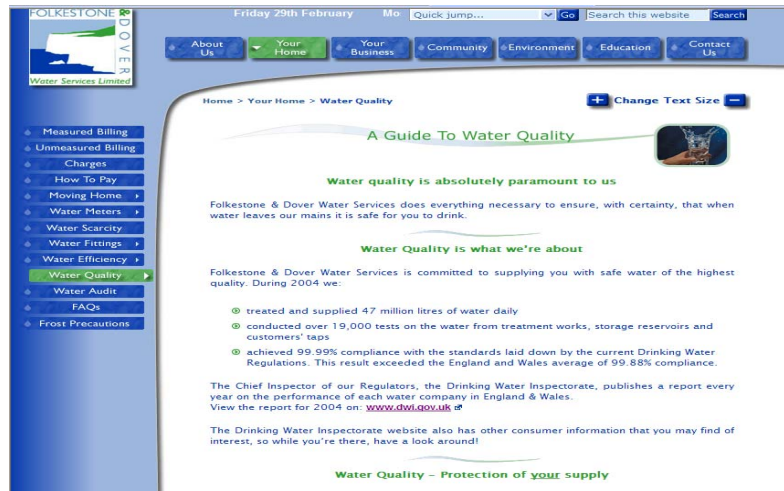 FOLKESTONE &
DOVER
Water Services Limited
Friday 29th February Mo
Quick jump...
Go
Search this website
Search
About Us
Your Home
Your Business
Community
Environment
Education
Contact Us
Home > Your Home > Water Quality
+ Change Text Size −
Measured Billing
Unmeasured Billing
Charges
How To Pay
Moving Home
Water Meters
Water Scarcity
Water Fittings
Water Efficiency
Water Quality
Water Audit
FAQs
Frost Precautions
A Guide To Water Quality
Water quality is absolutely paramount to us
Folkestone & Dover Water Services does everything necessary to ensure, with certainty, that when
water leaves our mains it is safe for you to drink.
Water Quality is what we're about
Folkestone & Dover Water Services is committed to supplying you with safe water of the highest
quality. During 2004 we:
treated and supplied 47 million litres of water daily
conducted over 19,000 tests on the water from treatment works, storage reservoirs and
customers' taps
achieved 99.99% compliance with the standards laid down by the current Drinking Water
Regulations. This result exceeded the England and Wales average of 99.88% compliance.
The Chief Inspector of our Regulators, the Drinking Water Inspectorate, publishes a report every
year on the performance of each water company in England & Wales.
View the report for 2004 on: www.dwi.gov.uk
The Drinking Water Inspectorate website also has other consumer information that you may find of
interest, so while you're there, have a look around!
Water Quality – Protection of your supply